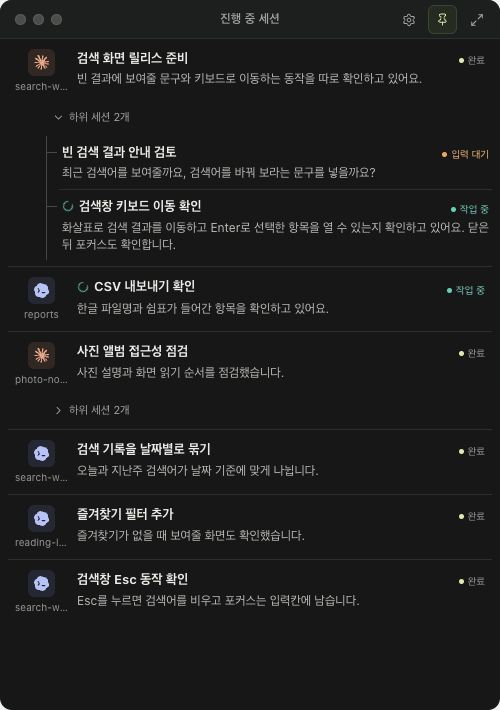 진행 중 세션
검색 화면 릴리스 준비
완료
빈 결과에 보여줄 문구와 키보드로 이동하는 동작을 따로 확인하고 있어요.
search-w...
하위 세션 2개
빈 검색 결과 안내 검토
입력 대기
최근 검색어를 보여줄까요, 검색어를 바꿔 보라는 문구를 넣을까요?
검색창 키보드 이동 확인
작업 중
화살표로 검색 결과를 이동하고 Enter로 선택한 항목을 열 수 있는지 확인하고 있어요. 닫은
뒤 포커스도 확인합니다.
CSV 내보내기 확인
작업 중
한글 파일명과 쉼표가 들어간 항목을 확인하고 있어요.
reports
사진 앨범 접근성 점검
완료
사진 설명과 화면 읽기 순서를 점검했습니다.
photo-no...
하위 세션 2개
검색 기록을 날짜별로 묶기
완료
오늘과 지난주 검색어가 날짜 기준에 맞게 나뉩니다.
search-w...
즐겨찾기 필터 추가
완료
즐겨찾기가 없을 때 보여줄 화면도 확인했습니다.
reading-l...
검색창 Esc 동작 확인
완료
Esc를 누르면 검색어를 비우고 포커스는 입력칸에 남습니다.
search-w...